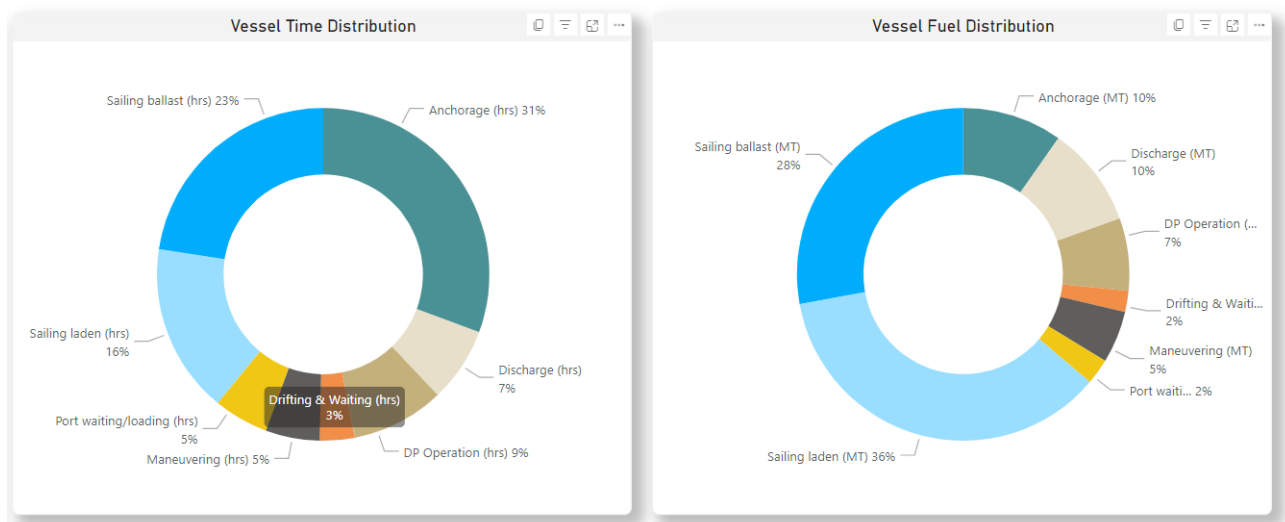 Vessel Time Distribution
Sailing ballast (hrs) 23%
Anchorage (hrs) 31%
Sailing laden (hrs)
16%
Discharge (hrs)
7%
Drifting & Waiting (hrs)
3%
Port waiting/loading (hrs)
5%
Maneuvering (hrs) 5%
DP Operation (hrs) 9%
Vessel Fuel Distribution
Anchorage (MT) 10%
Sailing ballast (MT)
28%
Discharge (MT)
10%
DP Operation (...
7%
Drifting & Waiti...
2%
Maneuvering (MT)
5%
Port waiti... 2%
Sailing laden (MT) 36%